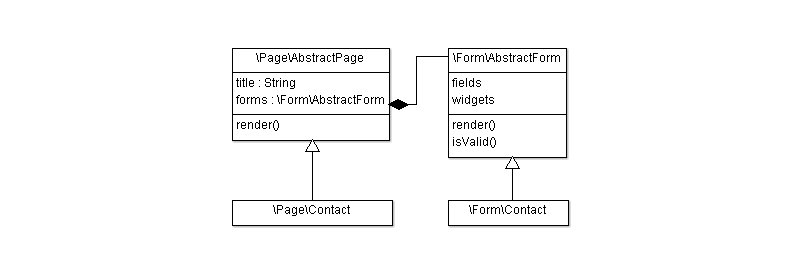 \Page\AbstractPage
title : String
forms : \Form\AbstractForm
render()
\Form\AbstractForm
fields
widgets
render()
isValid()
\Page\Contact
\Form\Contact